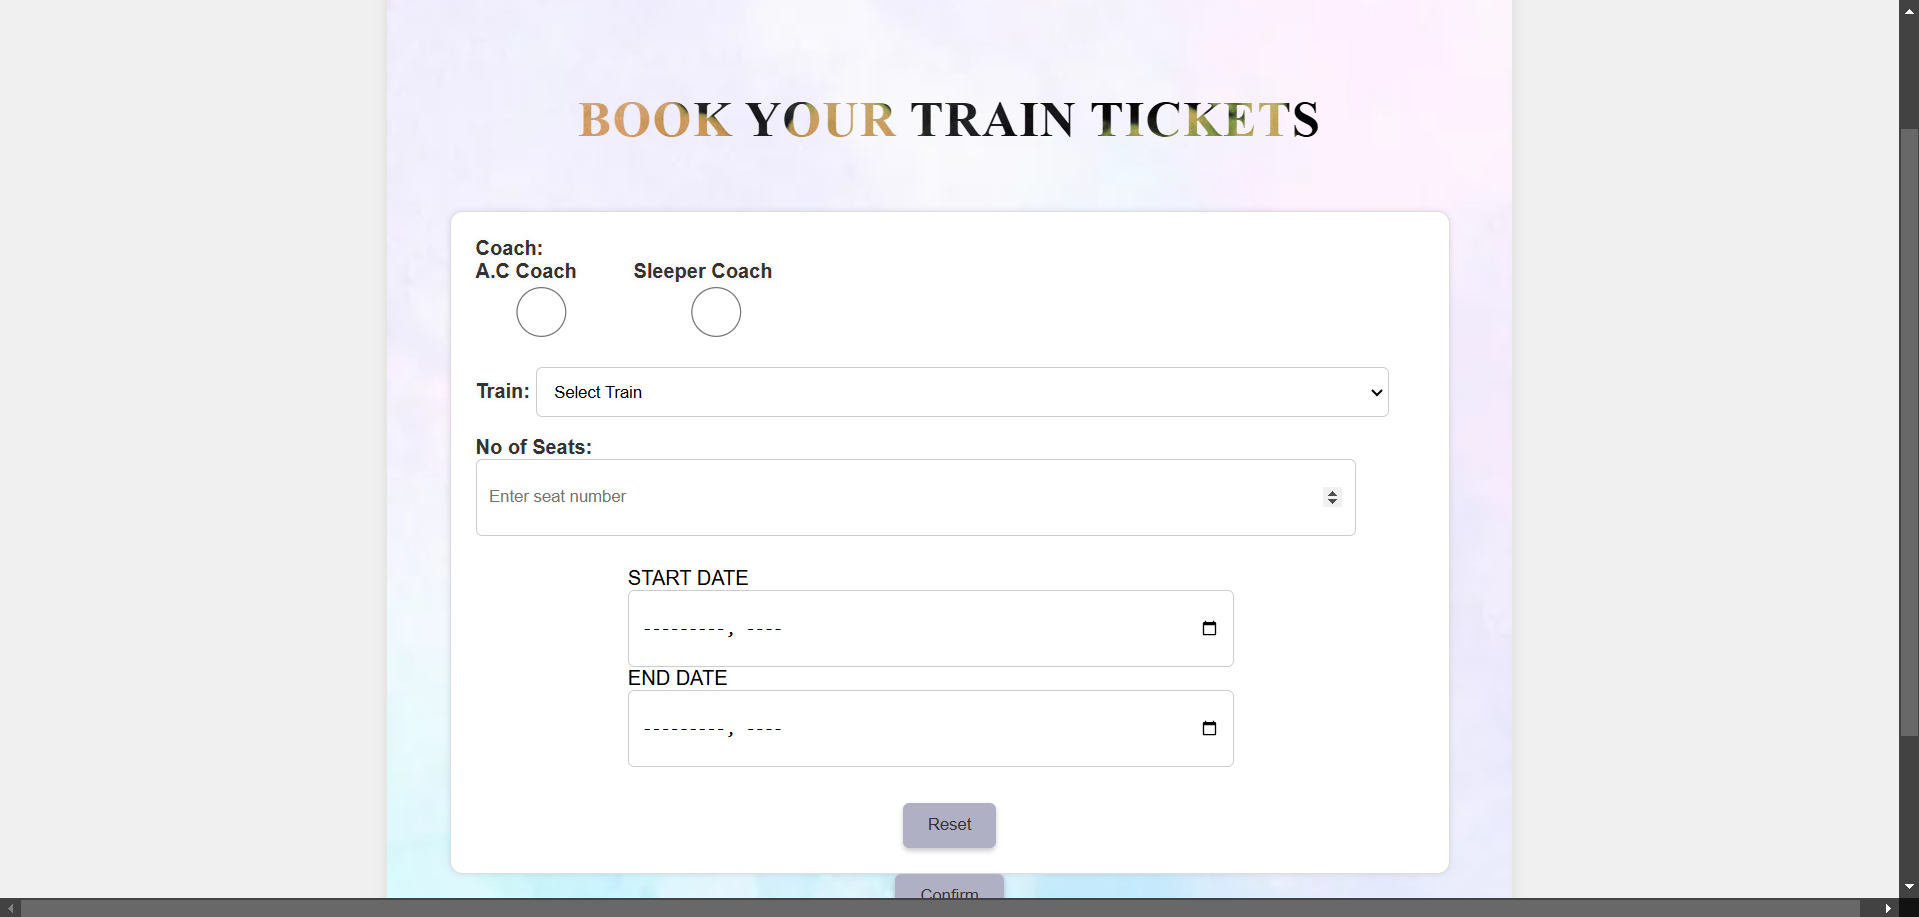 BOOK YOUR TRAIN TICKETS
Coach:
A.C Coach Sleeper Coach
Train: Select Train
No of Seats:
Enter seat number
START DATE
---------, ----
END DATE
---------, ----
Reset
Confirm